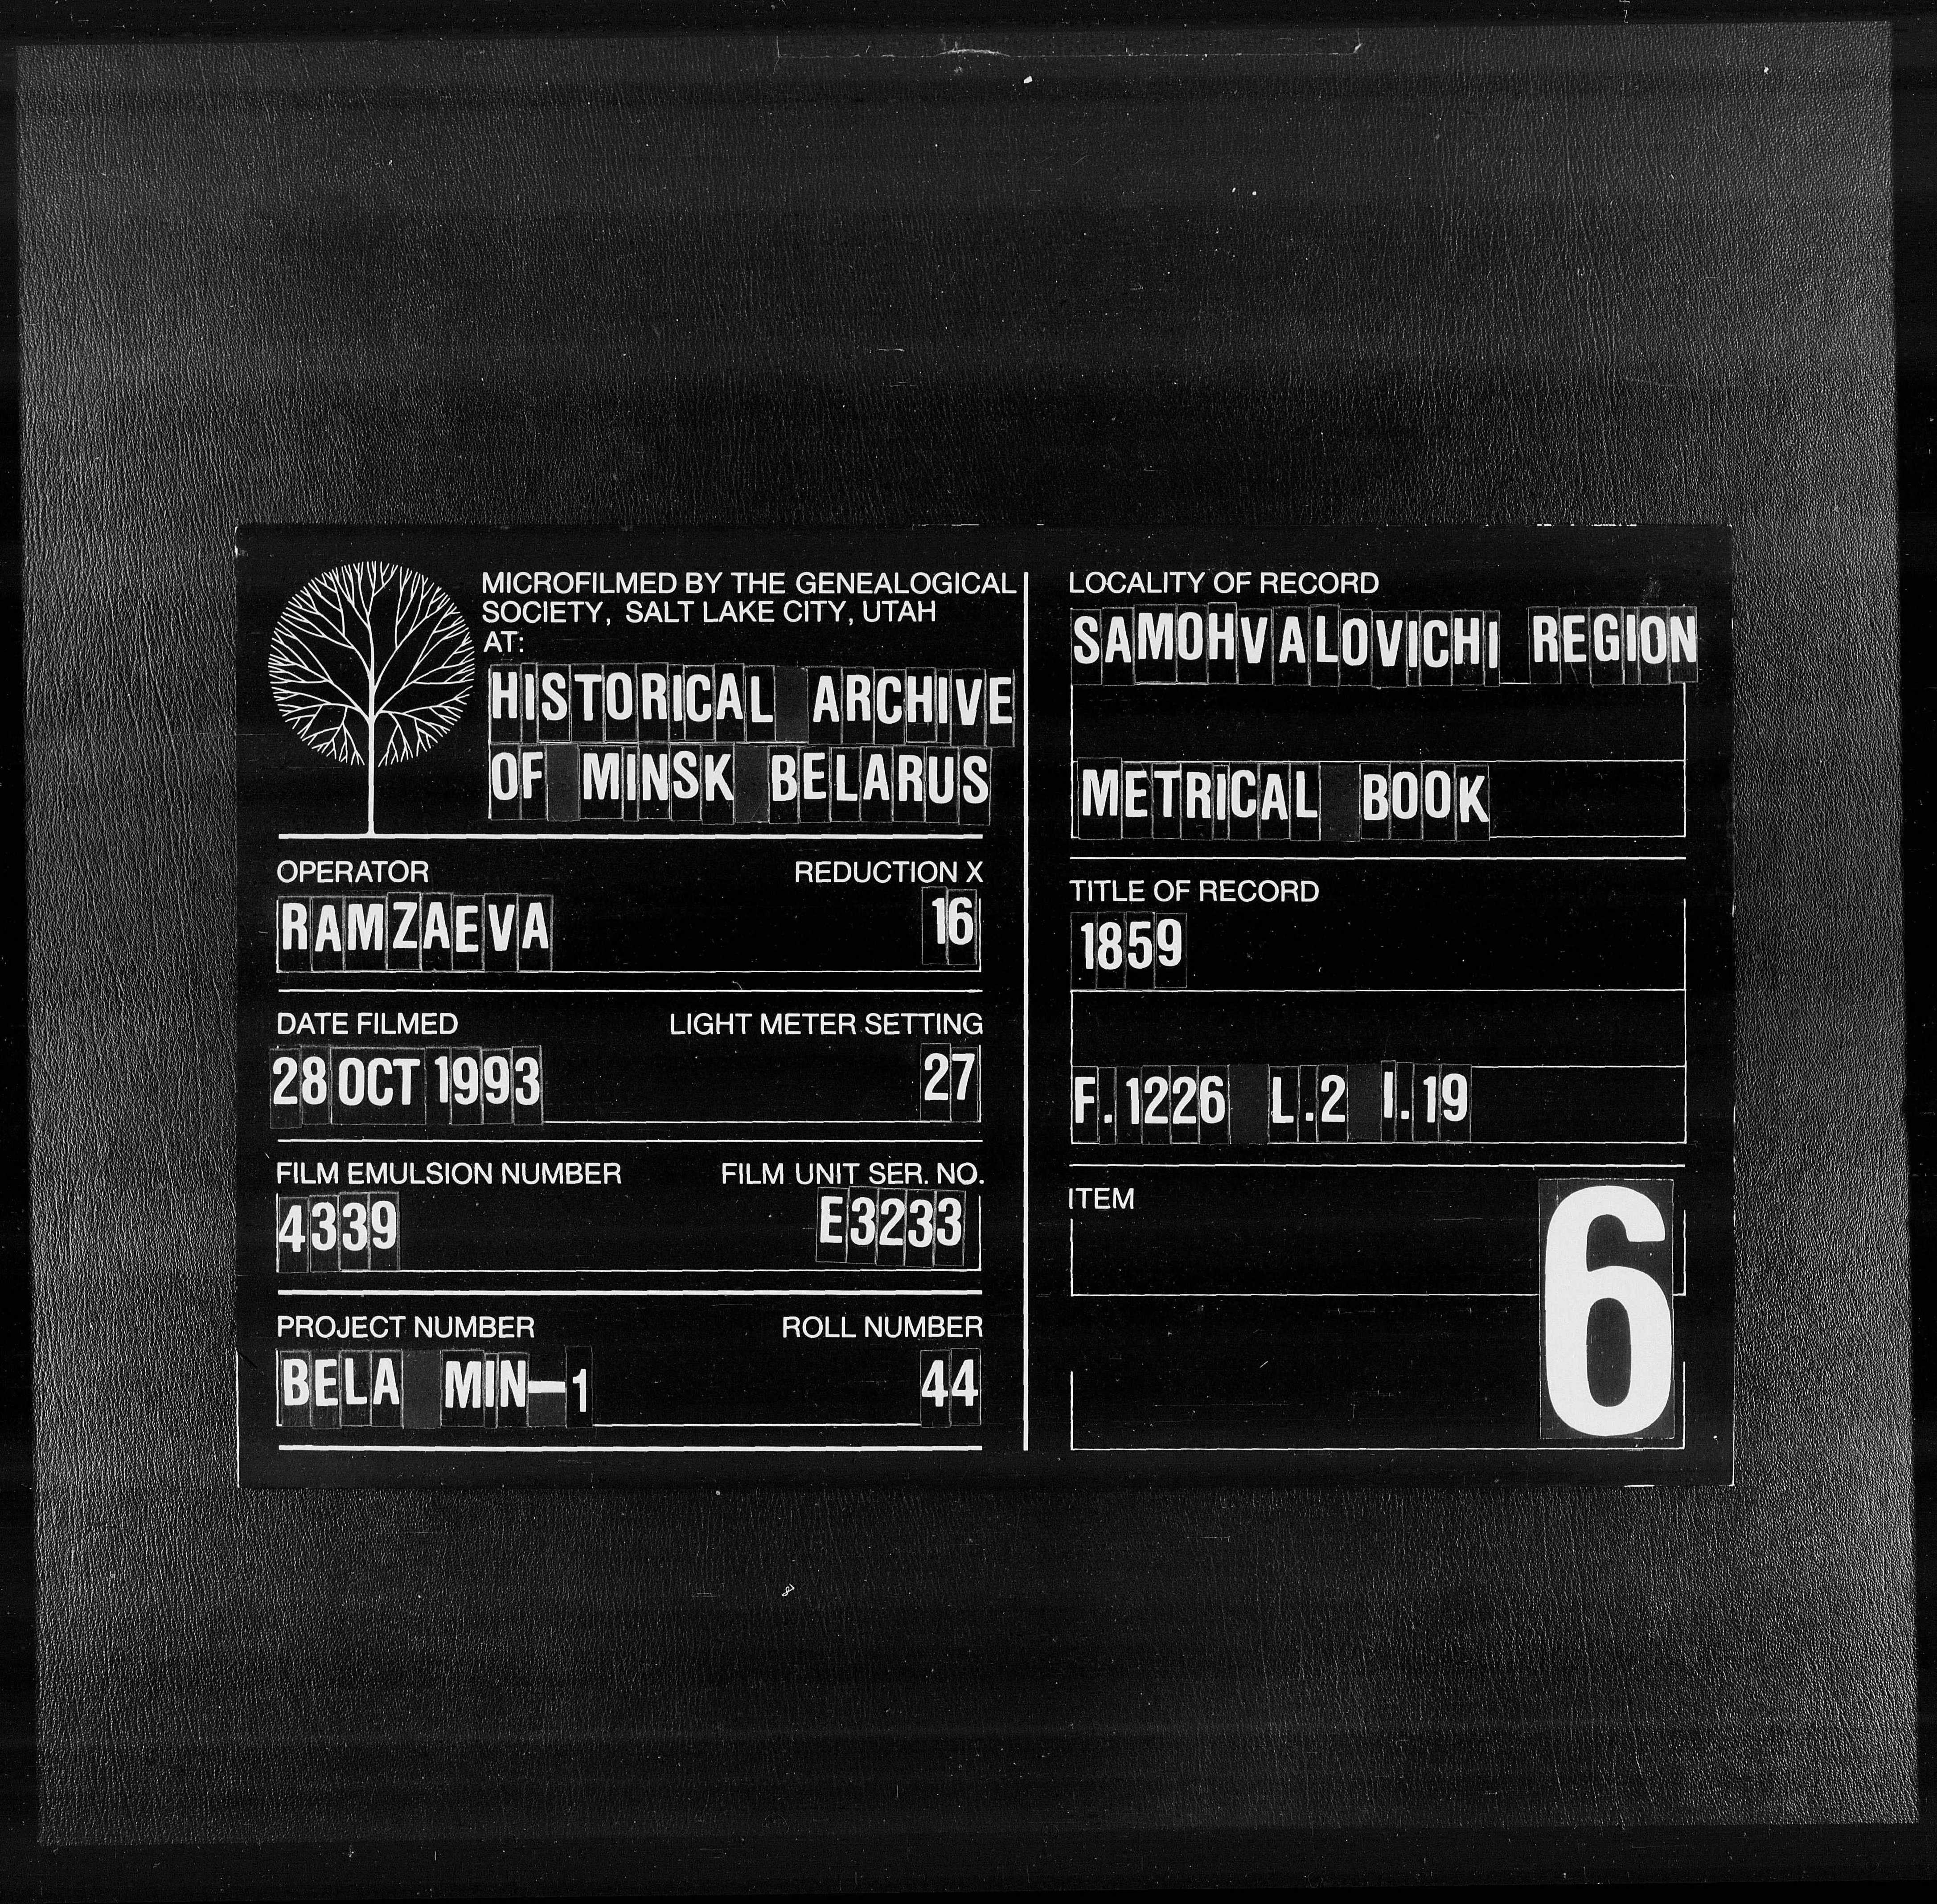 MICROFILMED BY THE GENEALOGICAL
SOCIETY, SALT LAKE CITY, UTAH
AT:
HISTORICAL ARCHIVE
OF MINSK BELARUS
OPERATOR REDUCTION X
RAMZAEVA 16
DATE FILMED LIGHT METER SETTING
28 OCT 1993 27
FILM EMULSION NUMBER FILM UNIT SER. NO.
4339 E3233
PROJECT NUMBER ROLL NUMBER
BELA MIN-1 44
LOCALITY OF RECORD
SAMOHVALOVICHI REGION
METRICAL BOOK
TITLE OF RECORD
1859
F. 1226 L.2 I.19
ITEM
6